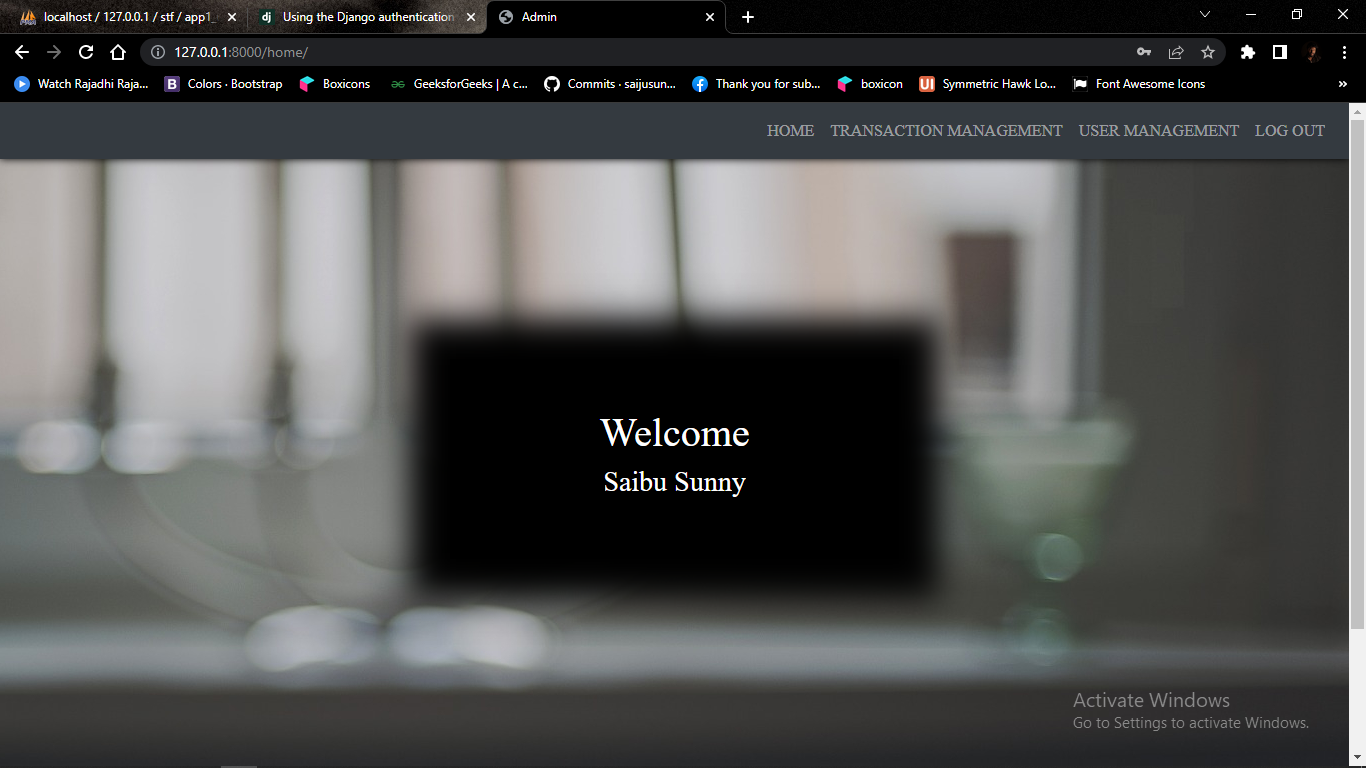 localhost / 127.0.0.1 / stf / app1_
Using the Django authentication
Admin
127.0.0.1:8000/home/
Watch Rajadhi Raja...
Colors · Bootstrap
Boxicons
GeeksforGeeks | A c...
Commits · saijusun...
Thank you for sub...
boxicon
Symmetric Hawk Lo...
Font Awesome Icons
»
HOME
TRANSACTION MANAGEMENT
USER MANAGEMENT
LOG OUT
Welcome
Saibu Sunny
Activate Windows
Go to Settings to activate Windows.